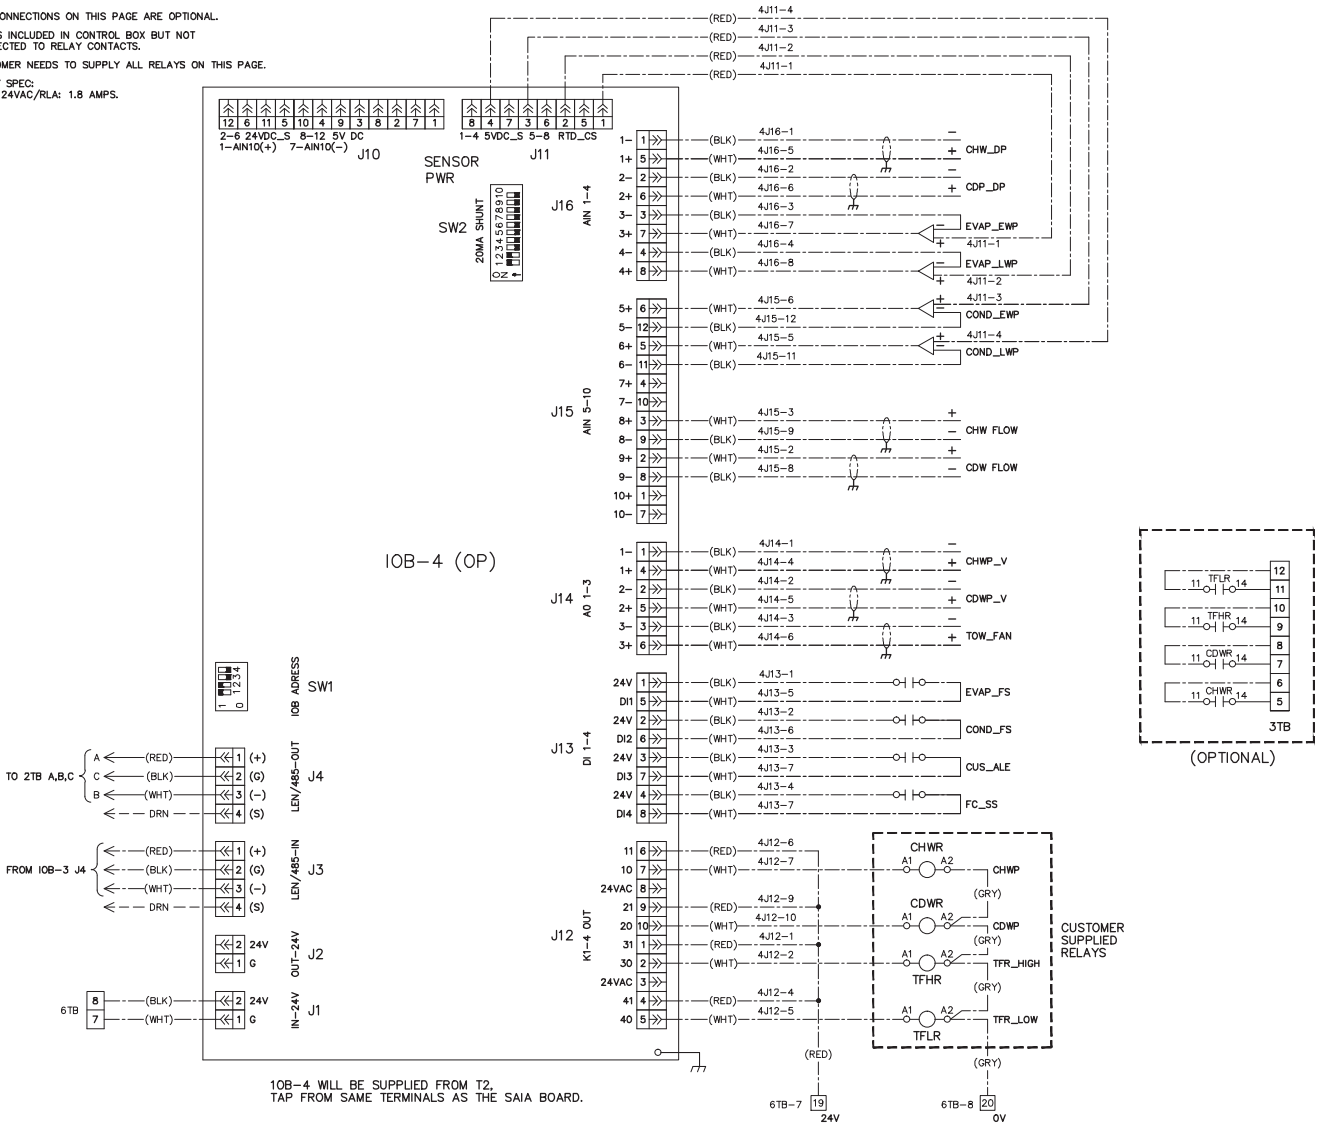 ONNECTIONS ON THIS PAGE ARE OPTIONAL.
S INCLUDED IN CONTROL BOX BUT NOT
ECTED TO RELAY CONTACTS.
OMER NEEDS TO SUPPLY ALL RELAYS ON THIS PAGE.
SPEC:
24VAC/RLA: 1.8 AMPS.
(RED) 4J11-4
(RED) 4J11-3
(RED) 4J11-2
(RED) 4J11-1
12 6 11 5 10 4 9 3 8 2 7 1
2-6 24VDC_S 8-12 5V DC
1-AIN10(+) 7-AIN10(-)
J10
8 4 7 3 6 2 5 1
1-4 5VDC_S 5-8 RTD_CS
J11
SENSOR
PWR
SW2
20MA SHUNT
12345678910
ON
J16
AIN 1-4
1- 1 (BLK) 4J16-1 -
1+ 5 (WHT) 4J16-5 + CHW_DP
2- 2 (BLK) 4J16-2 -
2+ 6 (WHT) 4J16-6 + CDP_DP
3- 3 (BLK) 4J16-3
3+ 7 (WHT) 4J16-7 - EVAP_EWP
+ 4J11-1
4- 4 (BLK) 4J16-4
4+ 8 (WHT) 4J16-8 - EVAP_LWP
+ 4J11-2
J15
AIN 5-10
5+ 6 (WHT) 4J15-6 + 4J11-3
5- 12 (BLK) 4J15-12 - COND_EWP
6+ 5 (WHT) 4J15-5 + 4J11-4
6- 11 (BLK) 4J15-11 - COND_LWP
7+ 4
7- 10
8+ 3 (WHT) 4J15-3 +
8- 9 (BLK) 4J15-9 - CHW FLOW
9+ 2 (WHT) 4J15-2 +
9- 8 (BLK) 4J15-8 - CDW FLOW
10+ 1
10- 7
IOB-4 (OP)
J14
AO 1-3
1- 1 (BLK) 4J14-1 -
1+ 4 (WHT) 4J14-4 + CHWP_V
2- 2 (BLK) 4J14-2 -
2+ 5 (WHT) 4J14-5 + CDWP_V
3- 3 (BLK) 4J14-3 -
3+ 6 (WHT) 4J14-6 + TOW_FAN
12
11 TFLR 14 11
10
11 TFHR 14 9
8
11 CDWR 14 7
6
11 CHWR 14 5
3TB
(OPTIONAL)
1234
1 0
IOB ADRESS
SW1
J13
DI 1-4
24V 1 (BLK) 4J13-1
DI1 5 (WHT) 4J13-5 EVAP_FS
24V 2 (BLK) 4J13-2
DI2 6 (WHT) 4J13-6 COND_FS
24V 3 (BLK) 4J13-3
DI3 7 (WHT) 4J13-7 CUS_ALE
24V 4 (BLK) 4J13-4
DI4 8 (WHT) 4J13-7 FC_SS
TO 2TB A,B,C
A (RED) 1 (+)
C (BLK) 2 (G)
B (WHT) 3 (-)
DRN 4 (S)
LEN/485-OUT
J4
FROM IOB-3 J4
(RED) 1 (+)
(BLK) 2 (G)
(WHT) 3 (-)
DRN 4 (S)
LEN/485-IN
J3
2 24V
1 G
OUT-24V
J2
6TB
8 (BLK) 2 24V
7 (WHT) 1 G
IN-24V
J1
J12
K1-4 OUT
11 6 (RED) 4J12-6
10 7 (WHT) 4J12-7
24VAC 8
21 9 (RED) 4J12-9
20 10 (WHT) 4J12-10
31 1 (RED) 4J12-1
30 2 (WHT) 4J12-2
24VAC 3
41 4 (RED) 4J12-4
40 5 (WHT) 4J12-5
CHWR
A1 A2 CHWP
(GRY)
CDWR
A1 A2 CDWP
(GRY)
A1 A2 TFR_HIGH
TFHR
(GRY)
A1 A2 TFR_LOW
TFLR
CUSTOMER
SUPPLIED
RELAYS
(RED)
(GRY)
6TB-7 19
24V
6TB-8 20
0V
10B-4 WILL BE SUPPLIED FROM T2,
TAP FROM SAME TERMINALS AS THE SAIA BOARD.